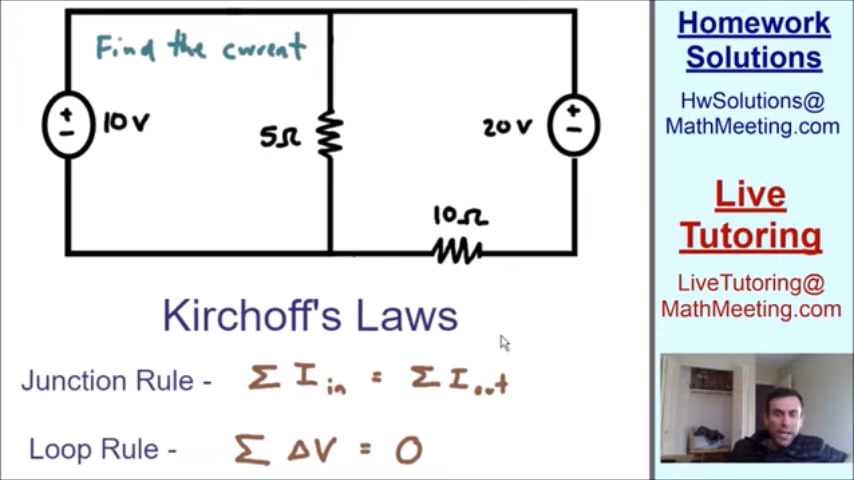 Find the current
+
-
10V
5Ω
20V
+
-
10Ω
Kirchoff's Laws
Junction Rule - Σ I in = Σ I out
Loop Rule - Σ ΔV = 0
Homework
Solutions
HwSolutions@
MathMeeting.com
Live
Tutoring
LiveTutoring@
MathMeeting.com